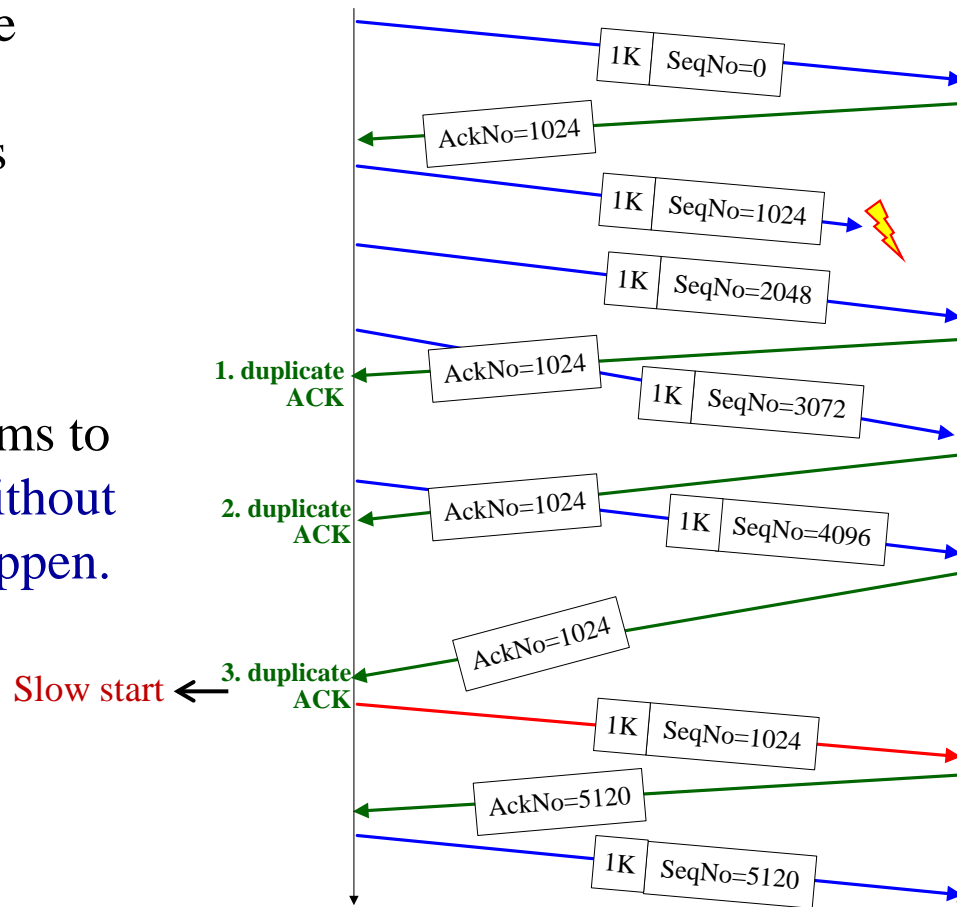 e
1K SeqNo=0
AckNo=1024
s
1K SeqNo=1024
1K SeqNo=2048
1. duplicate
ACK
AckNo=1024
1K SeqNo=3072
ms to
ithout
ppen.
2. duplicate
ACK
AckNo=1024
1K SeqNo=4096
AckNo=1024
3. duplicate
ACK
Slow start
1K SeqNo=1024
AckNo=5120
1K SeqNo=5120